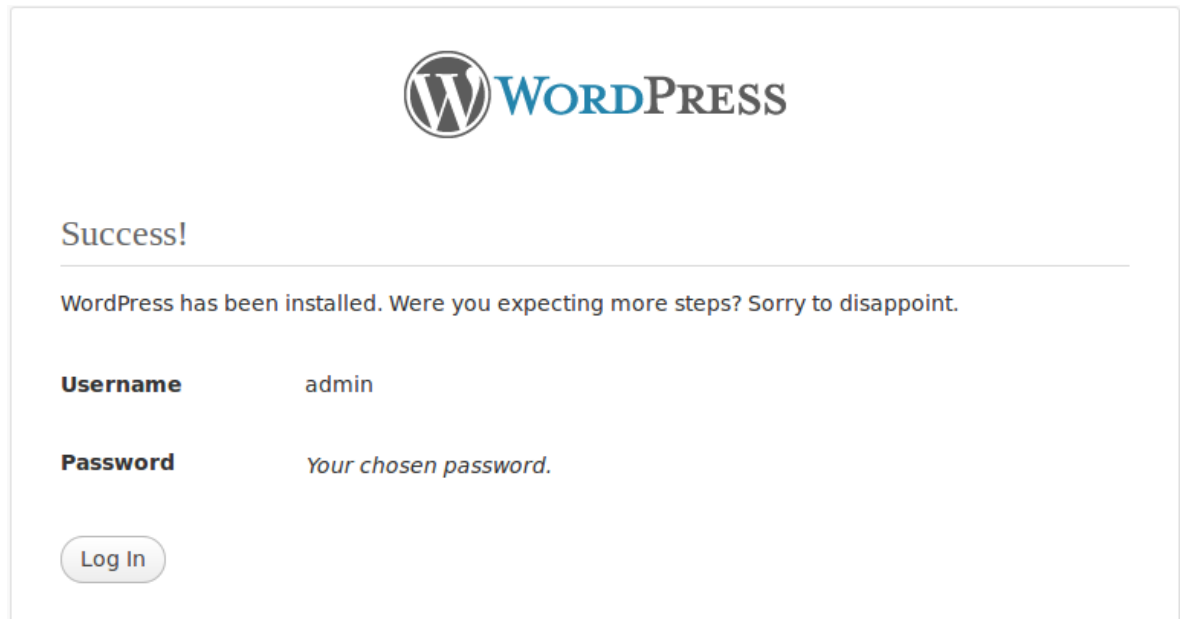 WORDPRESS
Success!
WordPress has been installed. Were you expecting more steps? Sorry to disappoint.
Username admin
Password Your chosen password.
Log In